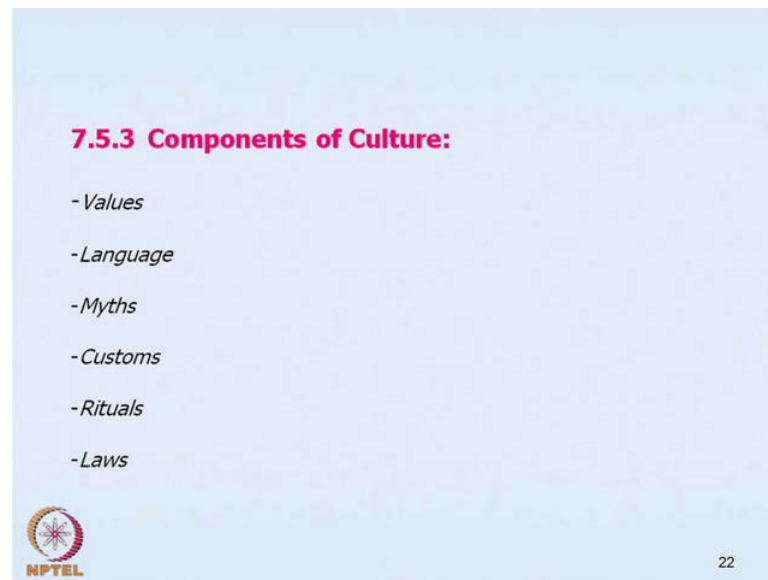 7.5.3 Components of Culture:
- Values
- Language
- Myths
- Customs
- Rituals
- Laws
NPTEL
22